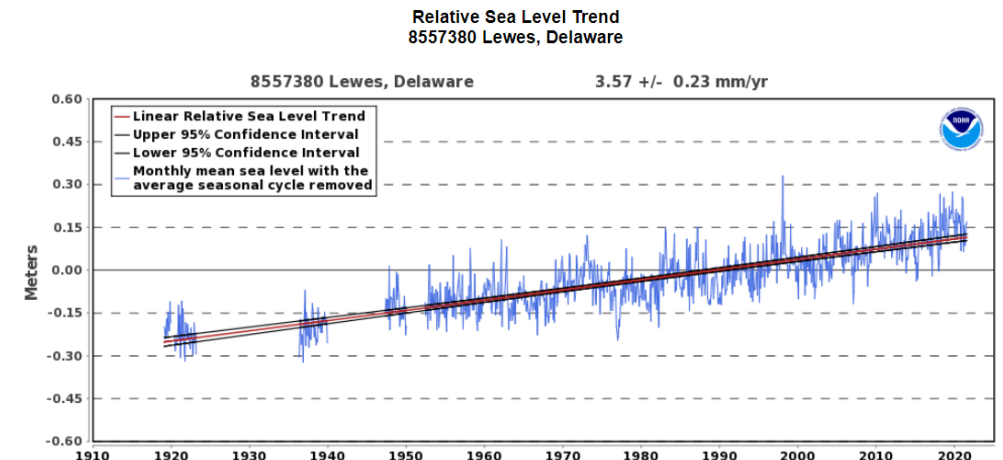 Relative Sea Level Trend
8557380 Lewes, Delaware
8557380 Lewes, Delaware 3.57 +/- 0.23 mm/yr
0.60
0.45
0.30
0.15
0.00
-0.15
-0.30
-0.45
-0.60
Meters
Linear Relative Sea Level Trend
Upper 95% Confidence Interval
Lower 95% Confidence Interval
Monthly mean sea level with the
average seasonal cycle removed
NOAA
1910 1920 1930 1940 1950 1960 1970 1980 1990 2000 2010 2020